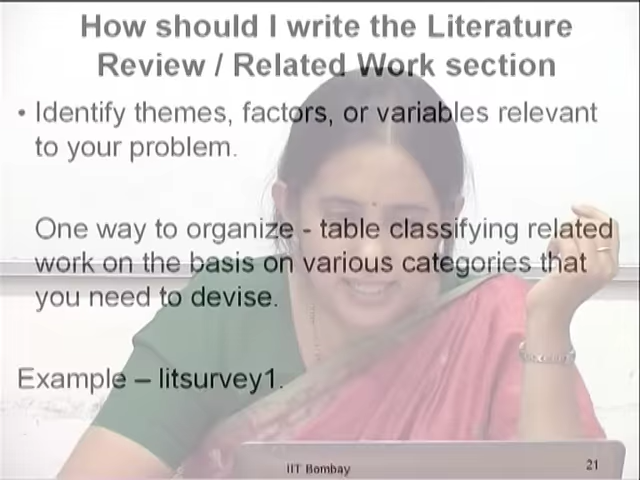 How should I write the Literature
Review / Related Work section
• Identify themes, factors, or variables relevant
to your problem.
One way to organize - table classifying related
work on the basis on various categories that
you need to devise.
Example – litsurvey1.
IIT Bombay
21